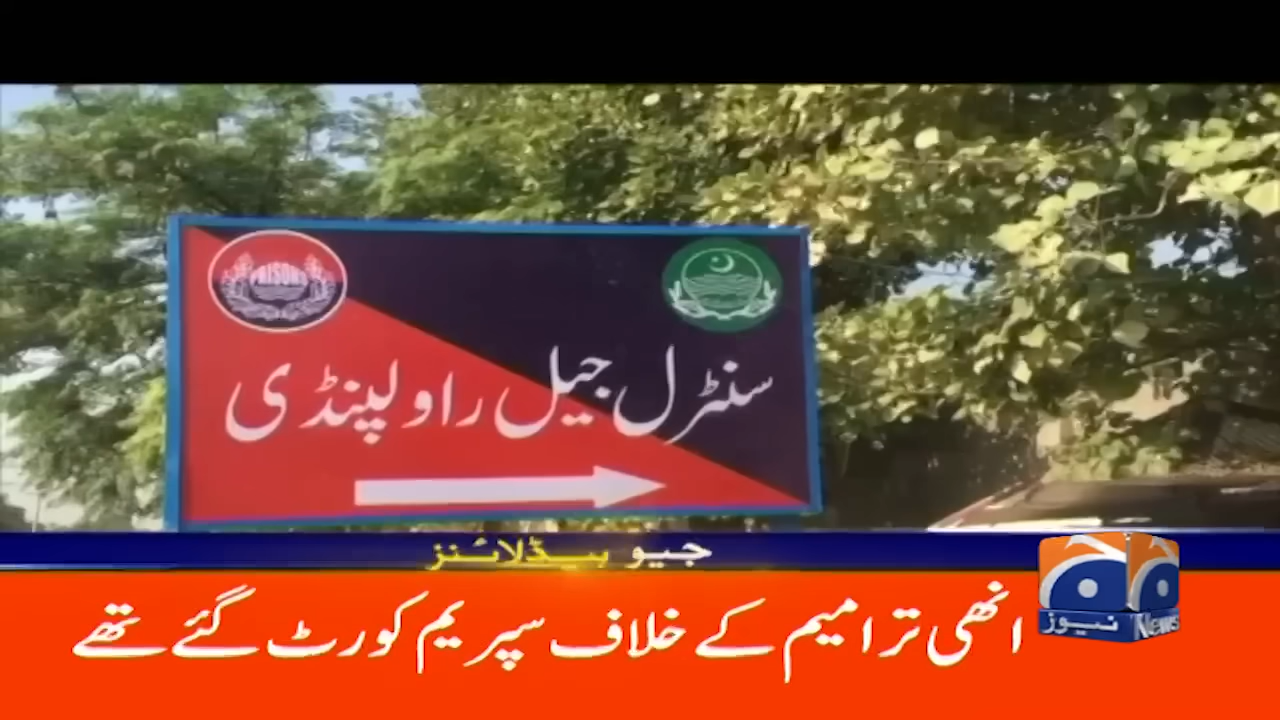 PRISONS
سنٹرل جیل راولپنڈی
جیو ہیڈلائنز
انھی ترامیم کے خلاف سپریم کورٹ گئے تھے
جیو نیوز News